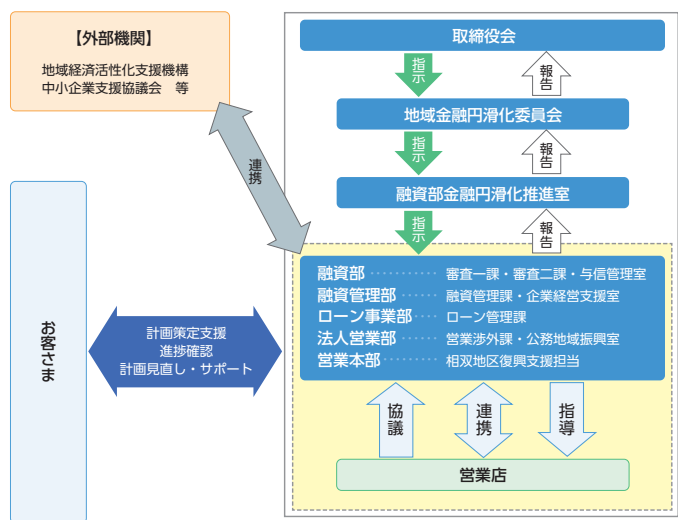 【外部機関】
地域経済活性化支援機構
中小企業支援協議会　等
取締役会
指示
報告
地域金融円滑化委員会
指示
報告
融資部金融円滑化推進室
指示
報告
連携
融資部………… 審査一課・審査二課・与信管理室
融資管理部…… 融資管理課・企業経営支援室
ローン事業部… ローン管理課
法人営業部…… 営業渉外課・公務地域振興室
営業本部……… 相双地区復興支援担当
お客さま
計画策定支援
進捗確認
計画見直し・サポート
協議
連携
指導
営業店